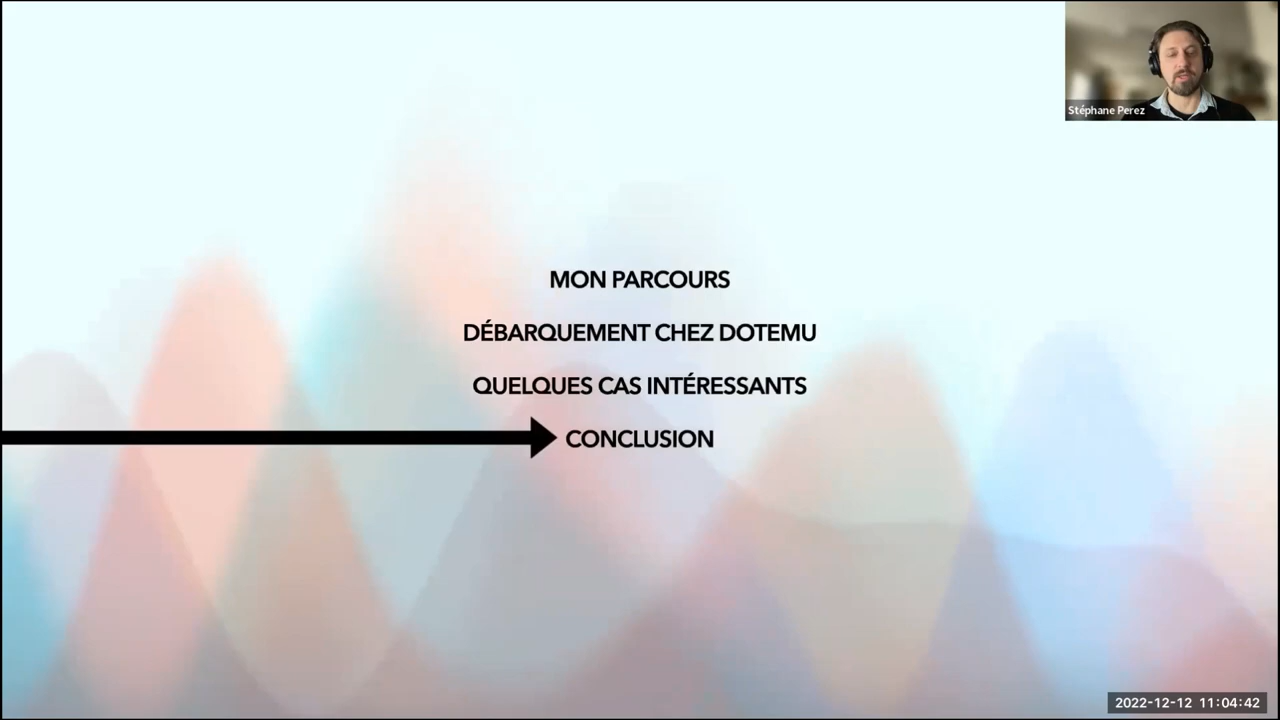 Stéphane Perez
MON PARCOURS
DÉBARQUEMENT CHEZ DOTEMU
QUELQUES CAS INTÉRESSANTS
CONCLUSION
2022-12-12 11:04:42